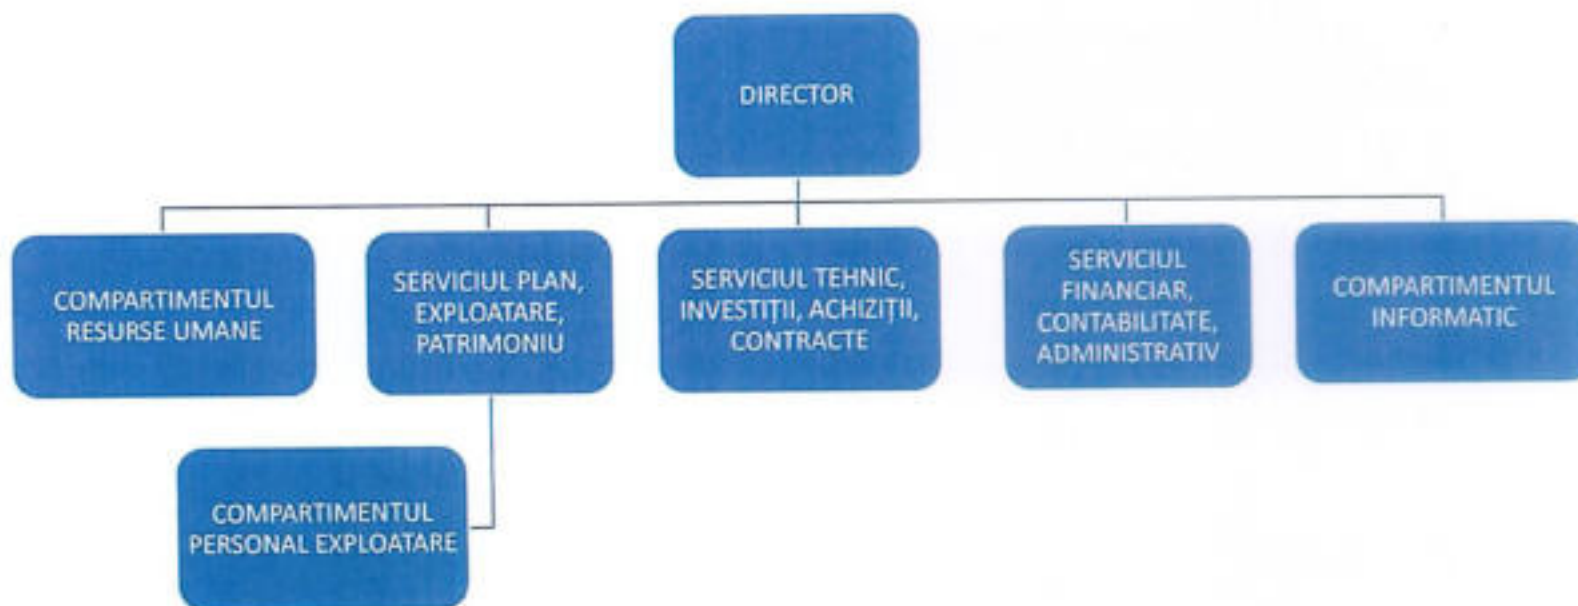 DIRECTOR
COMPARTIMENTUL
RESURSE UMANE
SERVICIUL PLAN,
EXPLOATARE,
PATRIMONIU
SERVICIUL TEHNIC,
INVESTIȚII, ACHIZIȚII,
CONTRACTE
SERVICIUL
FINANCIAR,
CONTABILITATE,
ADMINISTRATIV
COMPARTIMENTUL
INFORMATIC
COMPARTIMENTUL
PERSONAL EXPLOATARE